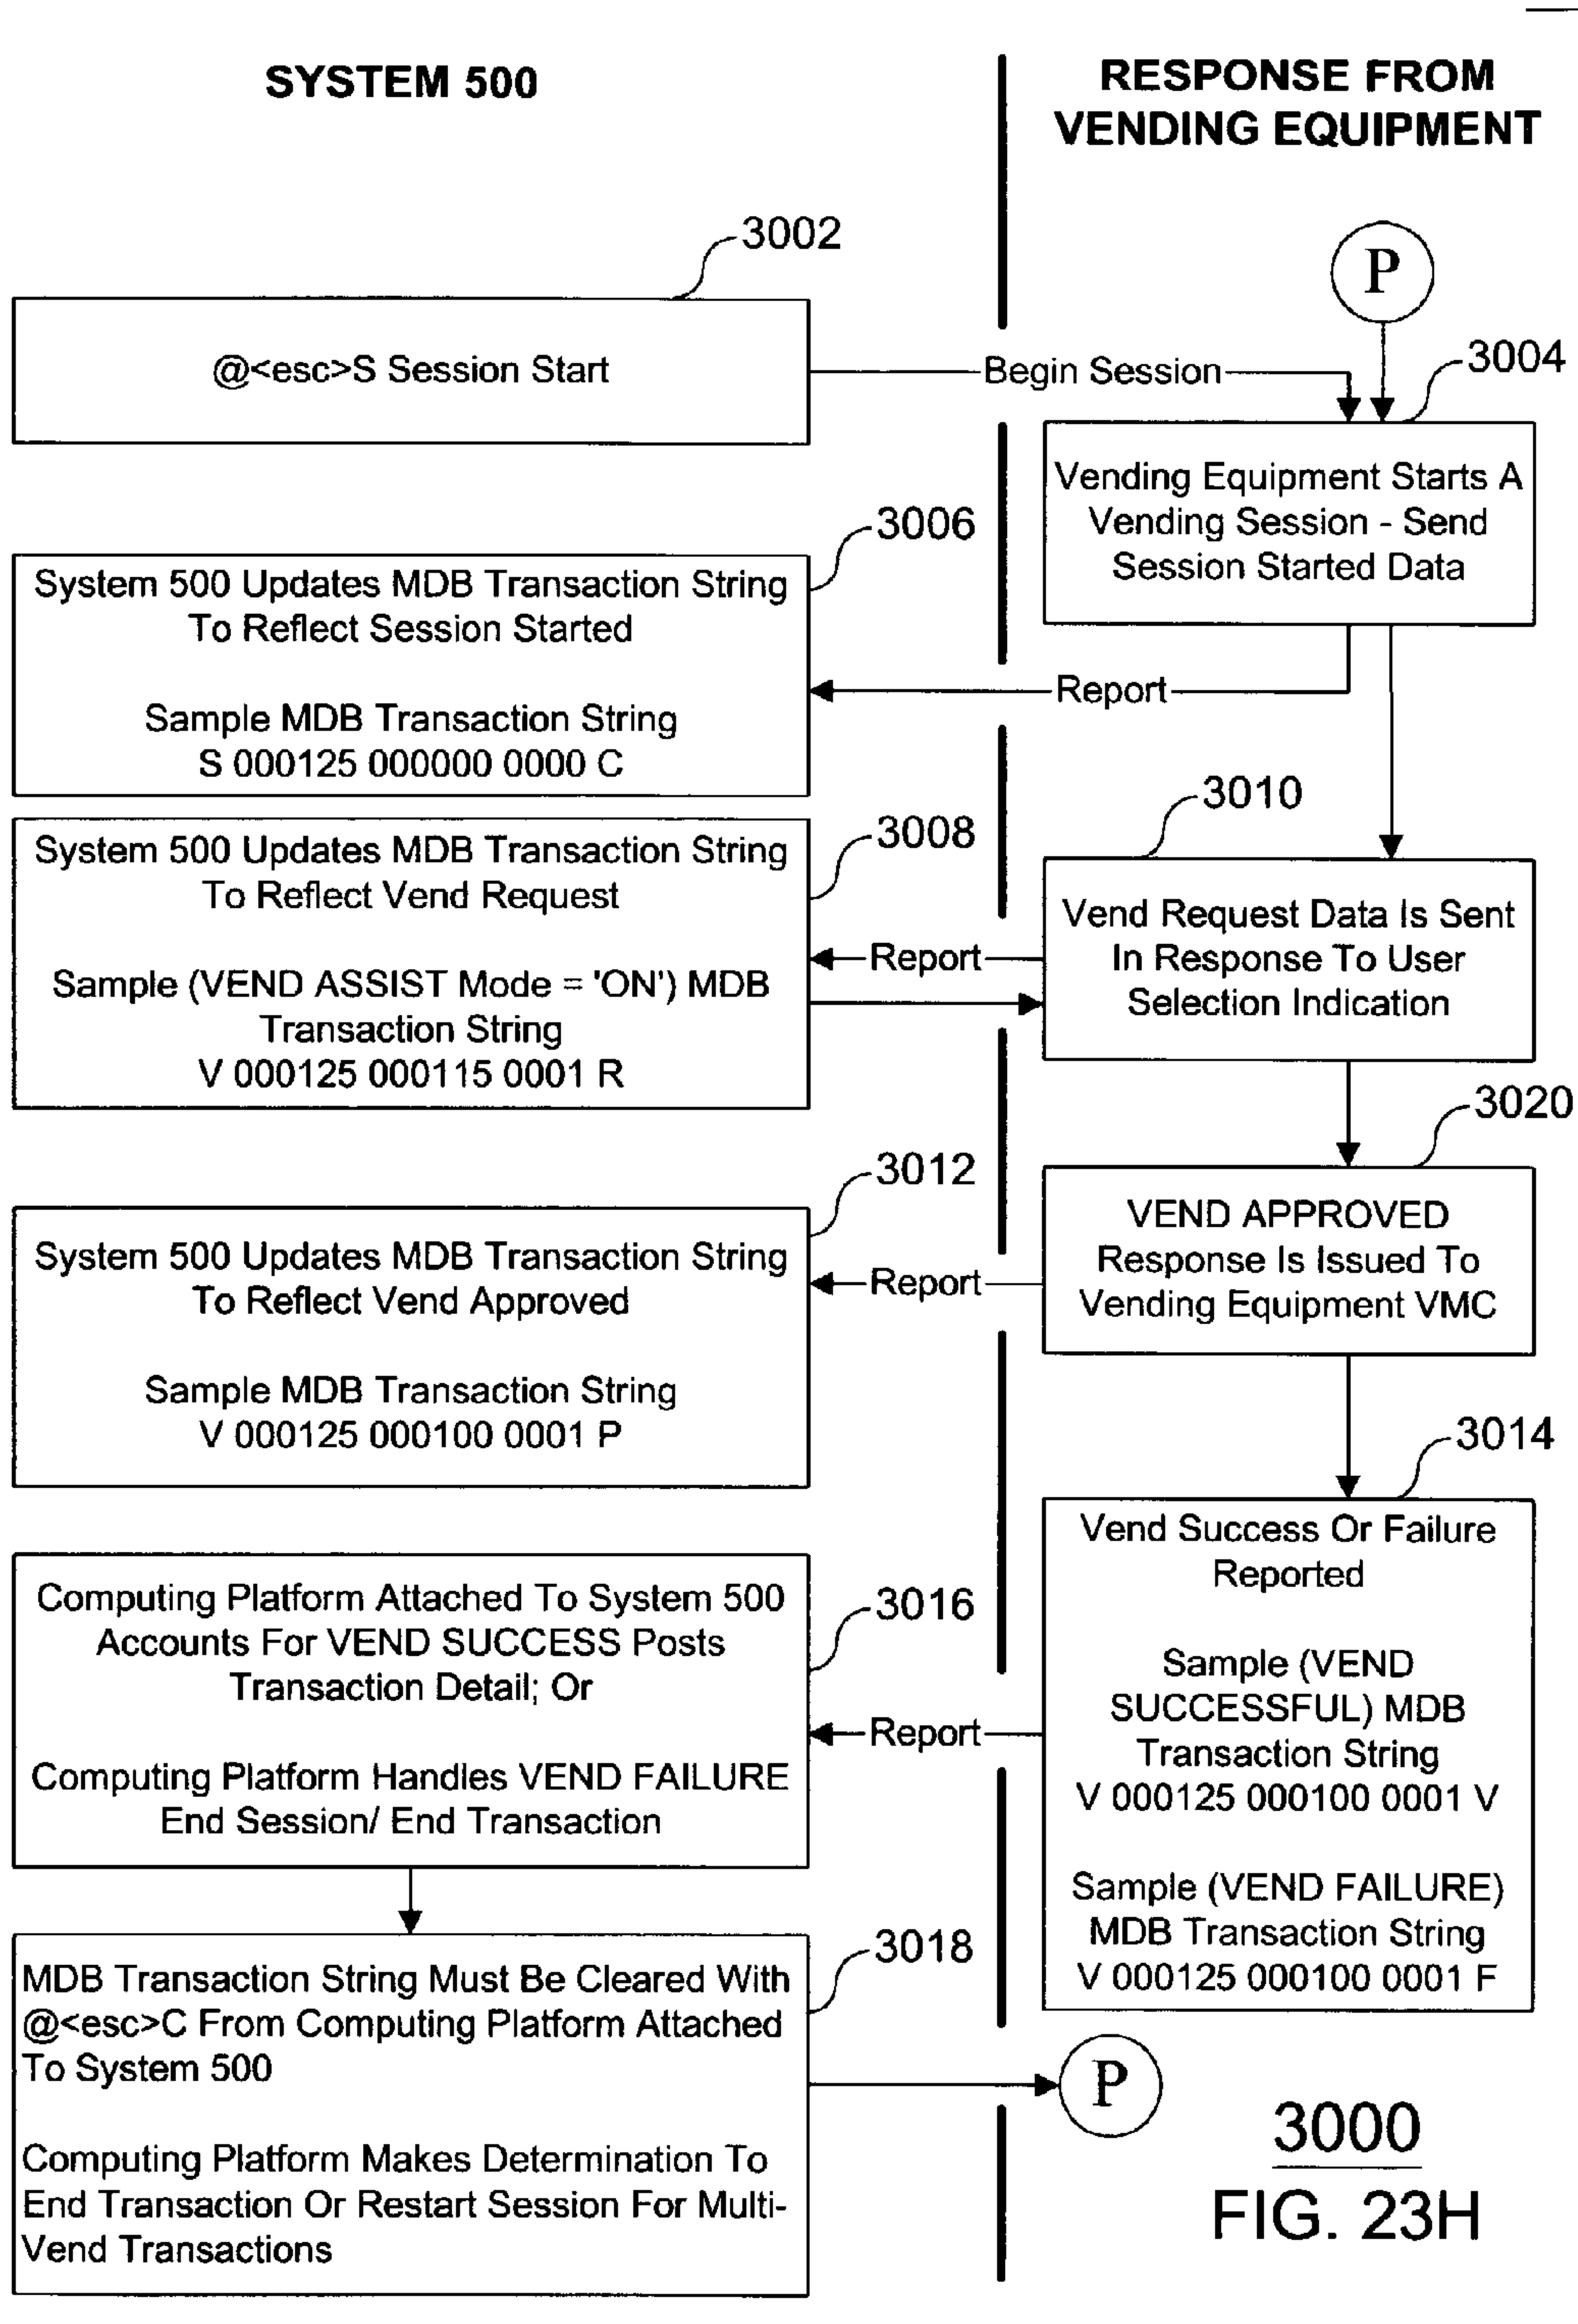 SYSTEM 500
RESPONSE FROM
VENDING EQUIPMENT
3002
P
@<esc>S Session Start
Begin Session
3004
Vending Equipment Starts A
Vending Session - Send
Session Started Data
3006
System 500 Updates MDB Transaction String
To Reflect Session Started
Sample MDB Transaction String
S 000125 000000 0000 C
Report
3008
System 500 Updates MDB Transaction String
To Reflect Vend Request
Sample (VEND ASSIST Mode = 'ON') MDB
Transaction String
V 000125 000115 0001 R
3010
Vend Request Data Is Sent
In Response To User
Selection Indication
Report
3020
VEND APPROVED
Response Is Issued To
Vending Equipment VMC
3012
System 500 Updates MDB Transaction String
To Reflect Vend Approved
Sample MDB Transaction String
V 000125 000100 0001 P
Report
3014
Vend Success Or Failure
Reported
Sample (VEND
SUCCESSFUL) MDB
Transaction String
V 000125 000100 0001 V
Sample (VEND FAILURE)
MDB Transaction String
V 000125 000100 0001 F
3016
Computing Platform Attached To System 500
Accounts For VEND SUCCESS Posts
Transaction Detail; Or
Computing Platform Handles VEND FAILURE
End Session/ End Transaction
Report
3018
MDB Transaction String Must Be Cleared With
@<esc>C From Computing Platform Attached
To System 500
Computing Platform Makes Determination To
End Transaction Or Restart Session For Multi-
Vend Transactions
P
3000
FIG. 23H